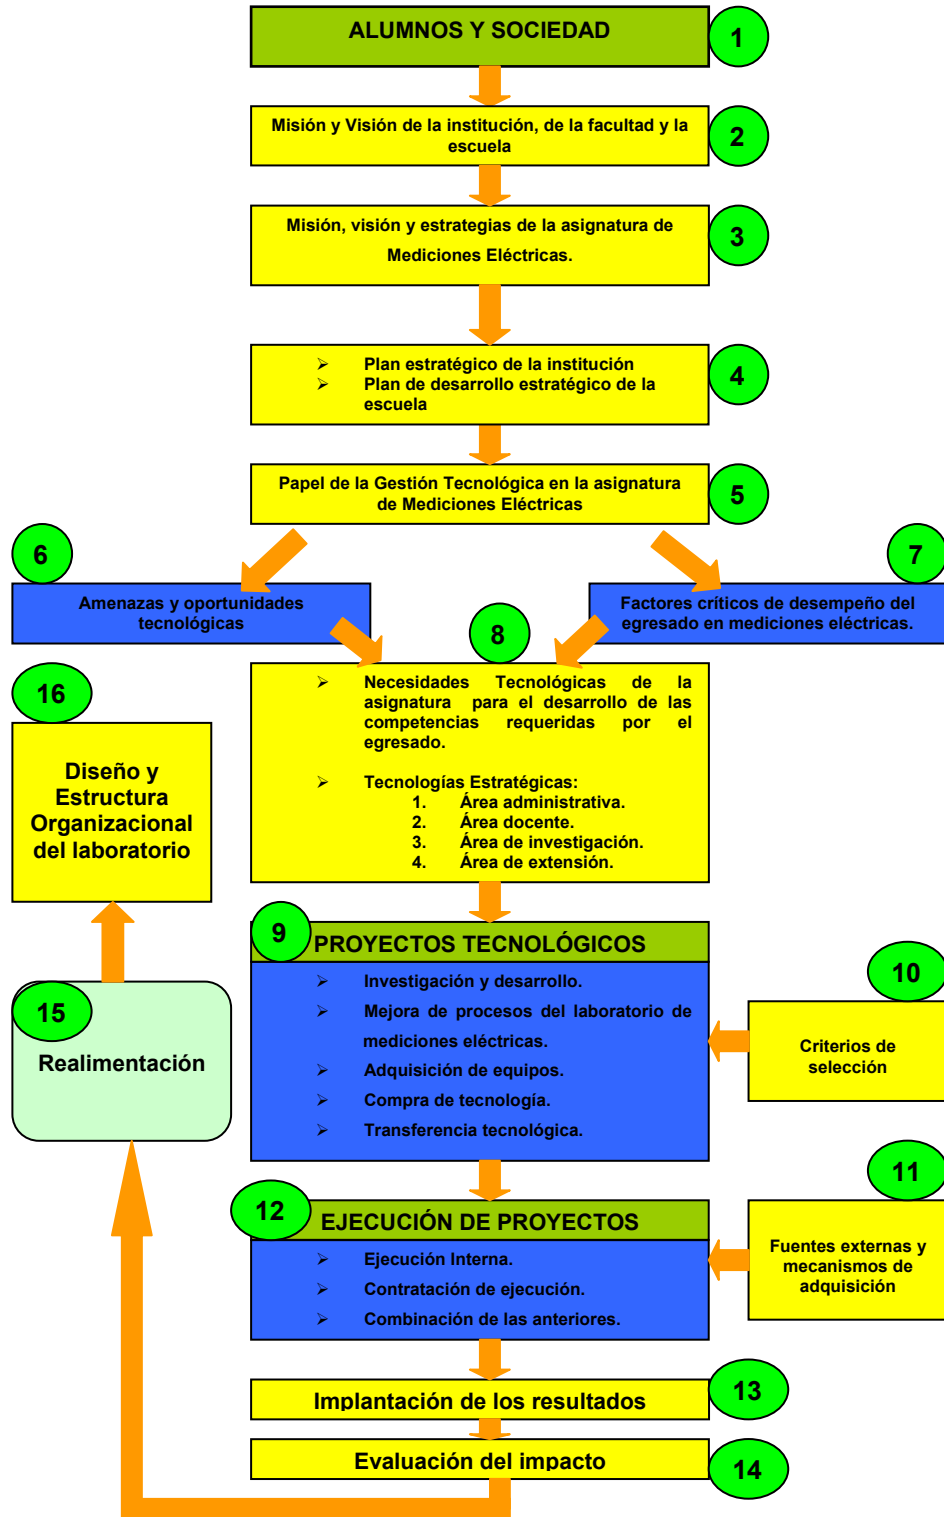 ALUMNOS Y SOCIEDAD
1
Misión y Visión de la institución, de la facultad y la
escuela
2
Misión, visión y estrategias de la asignatura de
Mediciones Eléctricas.
3
➢ Plan estratégico de la institución
➢ Plan de desarrollo estratégico de la
escuela
4
Papel de la Gestión Tecnológica en la asignatura
de Mediciones Eléctricas
5
6
Amenazas y oportunidades
tecnológicas
7
Factores críticos de desempeño del
egresado en mediciones eléctricas.
8
➢ Necesidades Tecnológicas de la
asignatura para el desarrollo de las
competencias requeridas por el
egresado.
➢ Tecnologías Estratégicas:
1. Área administrativa.
2. Área docente.
3. Área de investigación.
4. Área de extensión.
16
Diseño y
Estructura
Organizacional
del laboratorio
9
PROYECTOS TECNOLÓGICOS
➢ Investigación y desarrollo.
➢ Mejora de procesos del laboratorio de
mediciones eléctricas.
➢ Adquisición de equipos.
➢ Compra de tecnología.
➢ Transferencia tecnológica.
10
Criterios de
selección
15
Realimentación
11
Fuentes externas y
mecanismos de
adquisición
12
EJECUCIÓN DE PROYECTOS
➢ Ejecución Interna.
➢ Contratación de ejecución.
➢ Combinación de las anteriores.
Implantación de los resultados
13
Evaluación del impacto
14